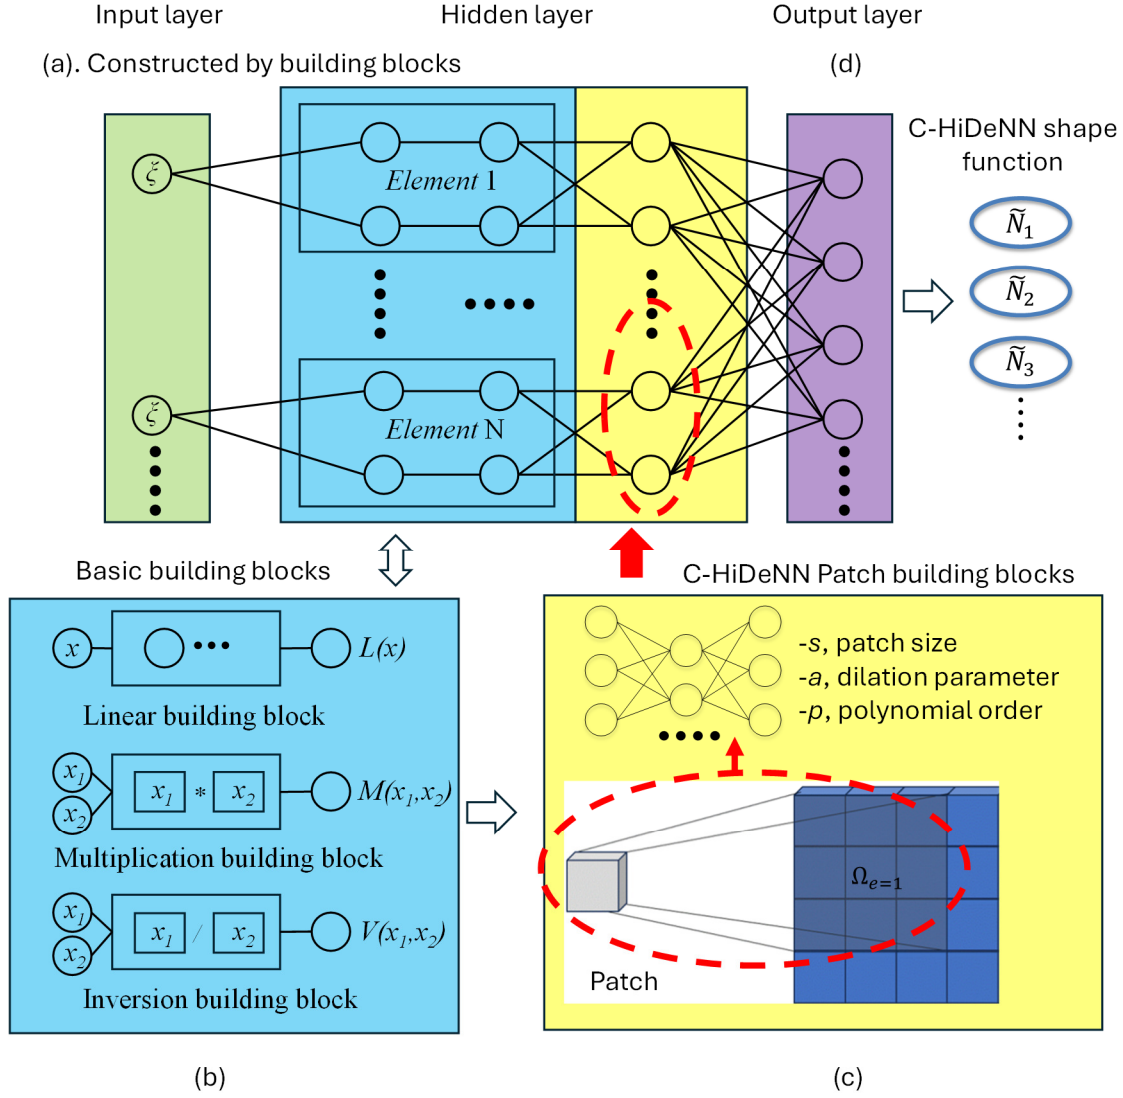 Input layer
Hidden layer
Output layer
(a). Constructed by building blocks
(d)
C-HiDeNN shape
function
ξ
Element 1
Ñ₁
Ñ₂
Ñ₃
ξ
Element N
Basic building blocks
C-HiDeNN Patch building blocks
x
L(x)
Linear building block
x₁
x₂
x₁ * x₂
M(x₁,x₂)
Multiplication building block
x₁
x₂
x₁ / x₂
V(x₁,x₂)
Inversion building block
-s, patch size
-a, dilation parameter
-p, polynomial order
Ωₑ₌₁
Patch
(b)
(c)